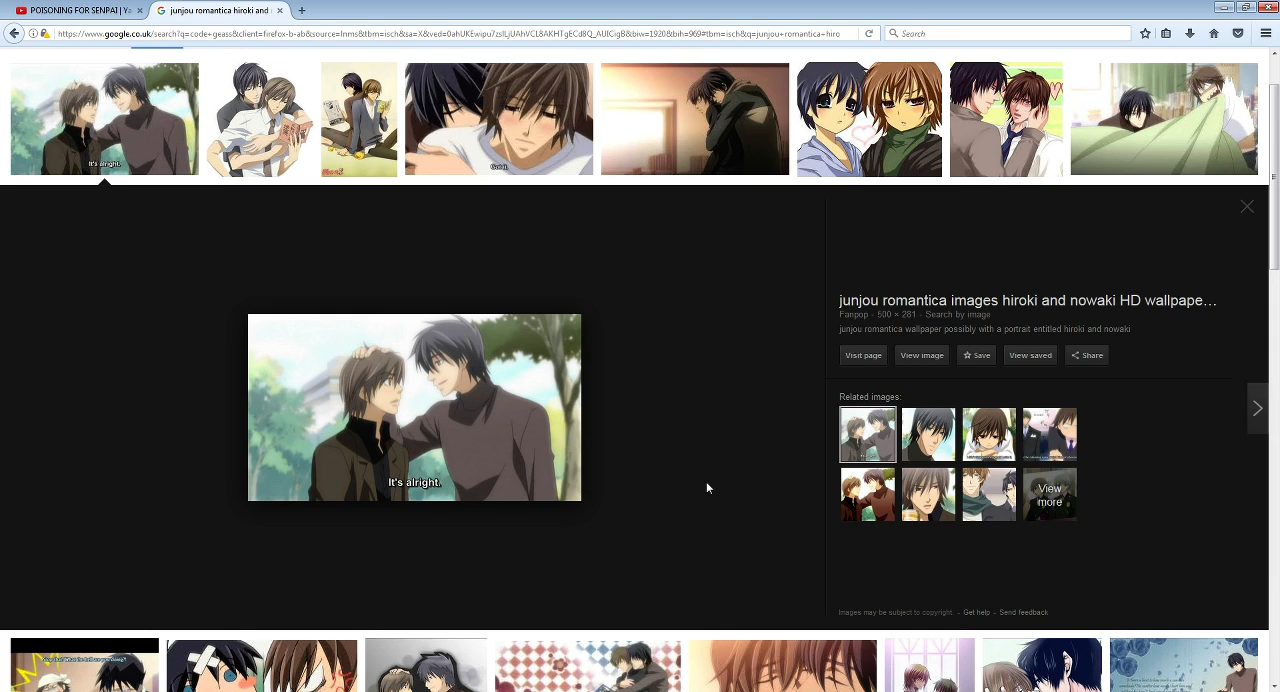 POISONING FOR SENPAI | Ya
junjou romantica hiroki and n
https://www.google.co.uk/search?q=code+geass&client=firefox-b-ab&source=lnms&tbm=isch&sa=X&ved=0ahUKEwipu7zslLjUAhVCL8AKHTgECd8Q_AUICigB&biw=1920&bih=969#tbm=isch&q=junjou+romantica+hiro
Search
It's alright.
Got it.
junjou romantica images hiroki and nowaki HD wallpape…
Fanpop - 500 × 281 - Search by image
junjou romantica wallpaper possibly with a portrait entitled hiroki and nowaki
Visit page
View image
Save
View saved
Share
Related images:
It's alright.
View
more
Images may be subject to copyright. - Get help - Send feedback